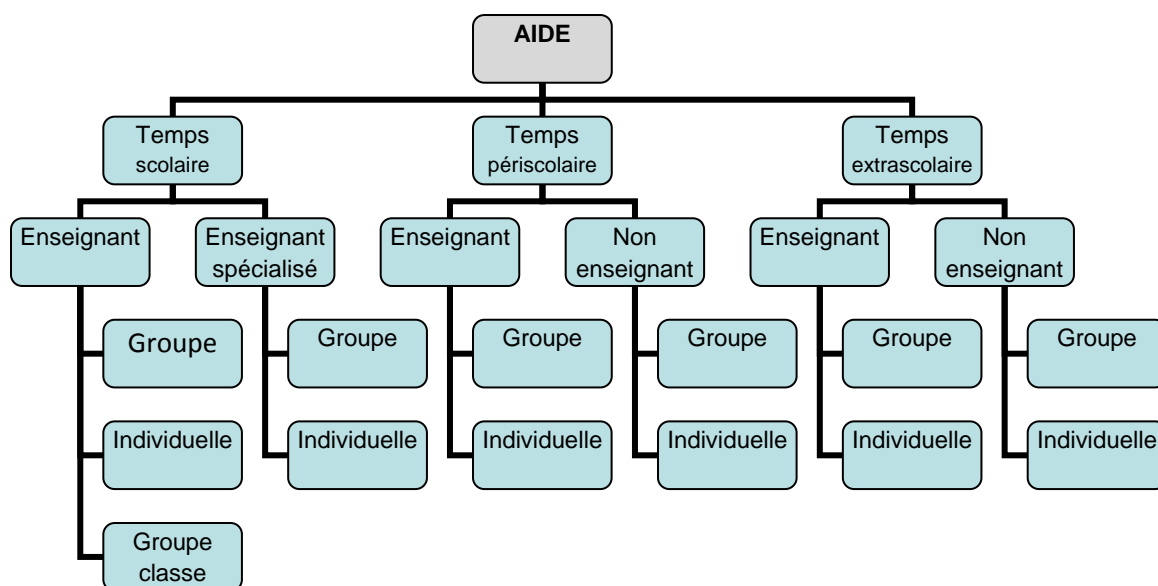 AIDE
Temps
scolaire
Temps
périscolaire
Temps
extrascolaire
Enseignant
Enseignant
spécialisé
Enseignant
Non
enseignant
Enseignant
Non
enseignant
Groupe
Groupe
Groupe
Groupe
Groupe
Groupe
Individuelle
Individuelle
Individuelle
Individuelle
Individuelle
Individuelle
Groupe
classe